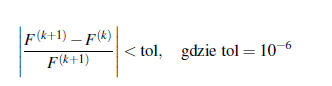 |F^(k+1) − F^(k) / F^(k+1)| < tol, gdzie tol = 10^−6